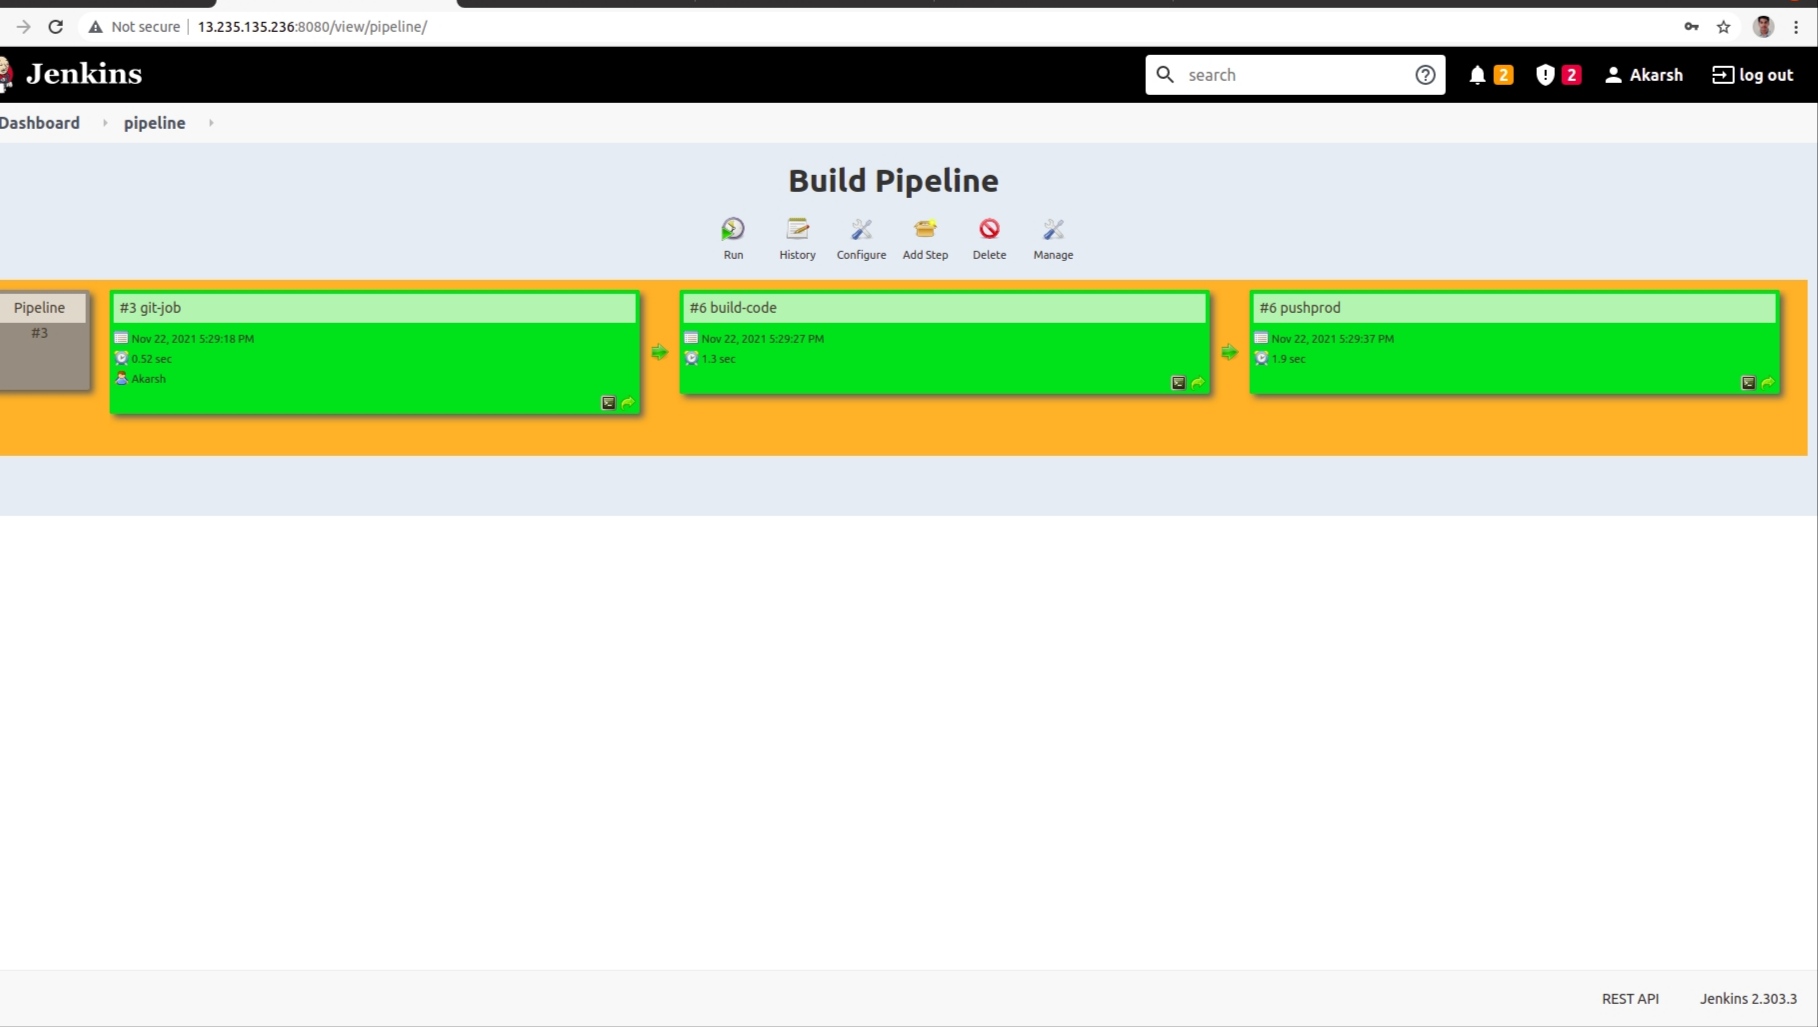 Not secure 13.235.135.236:8080/view/pipeline/
Jenkins
search
2
2
Akarsh
log out
Dashboard
pipeline
Build Pipeline
Run
History
Configure
Add Step
Delete
Manage
Pipeline
#3
#3 git-job
Nov 22, 2021 5:29:18 PM
0.52 sec
Akarsh
#6 build-code
Nov 22, 2021 5:29:27 PM
1.3 sec
#6 pushprod
Nov 22, 2021 5:29:37 PM
1.9 sec
REST API
Jenkins 2.303.3